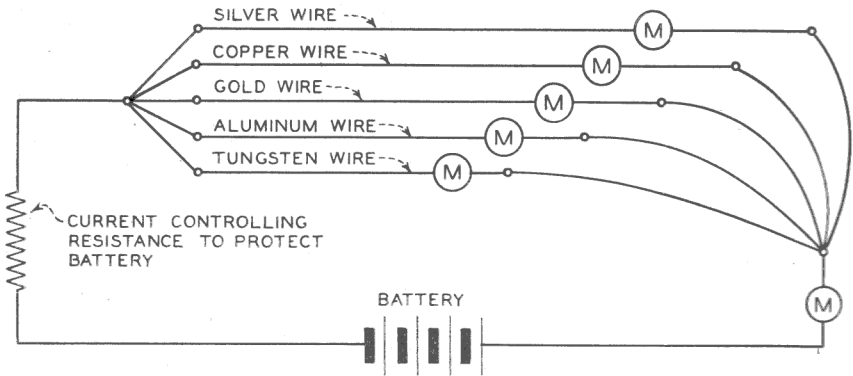 SILVER WIRE
M
COPPER WIRE
M
GOLD WIRE
M
ALUMINUM WIRE
M
TUNGSTEN WIRE
M
CURRENT CONTROLLING
RESISTANCE TO PROTECT
BATTERY
BATTERY
M